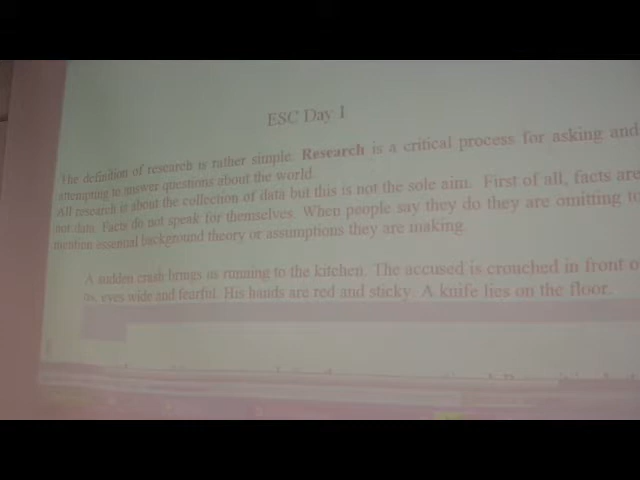 ESC Day 1
The definition of research is rather simple. Research is a critical process for asking and
attempting to answer questions about the world.
All research is about the collection of data but this is not the sole aim. First of all, facts are
not data. Facts do not speak for themselves. When people say they do they are omitting to
mention essential background theory or assumptions they are making.
A sudden crash brings us running to the kitchen. The accused is crouched in front o
us, eyes wide and fearful. His hands are red and sticky. A knife lies on the floor.